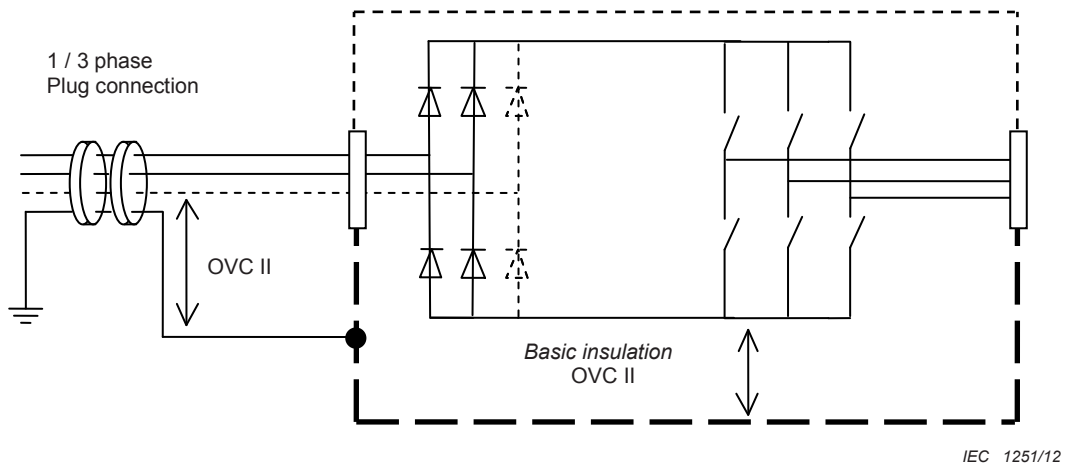 1 / 3 phase
Plug connection
OVC II
Basic insulation
OVC II
IEC 1251/12